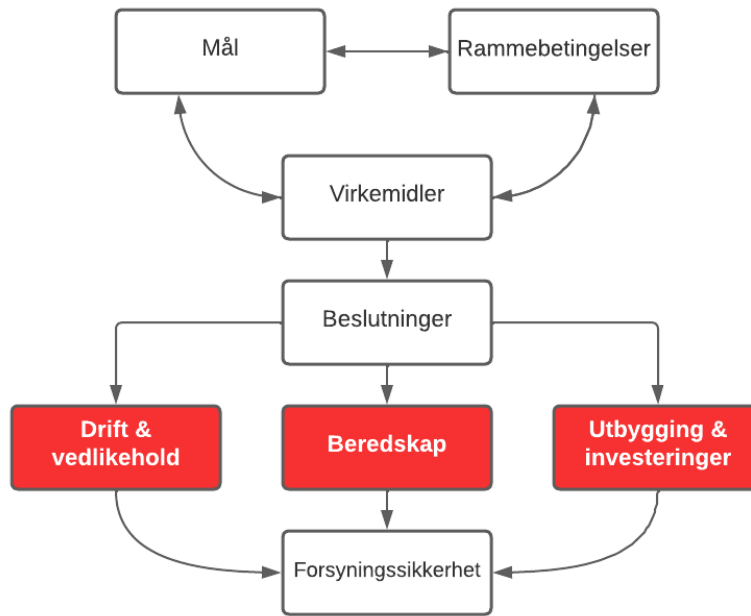 Mål
Rammebetingelser
Virkemidler
Beslutninger
Drift &
vedlikehold
Beredskap
Utbygging &
investeringer
Forsyningssikkerhet